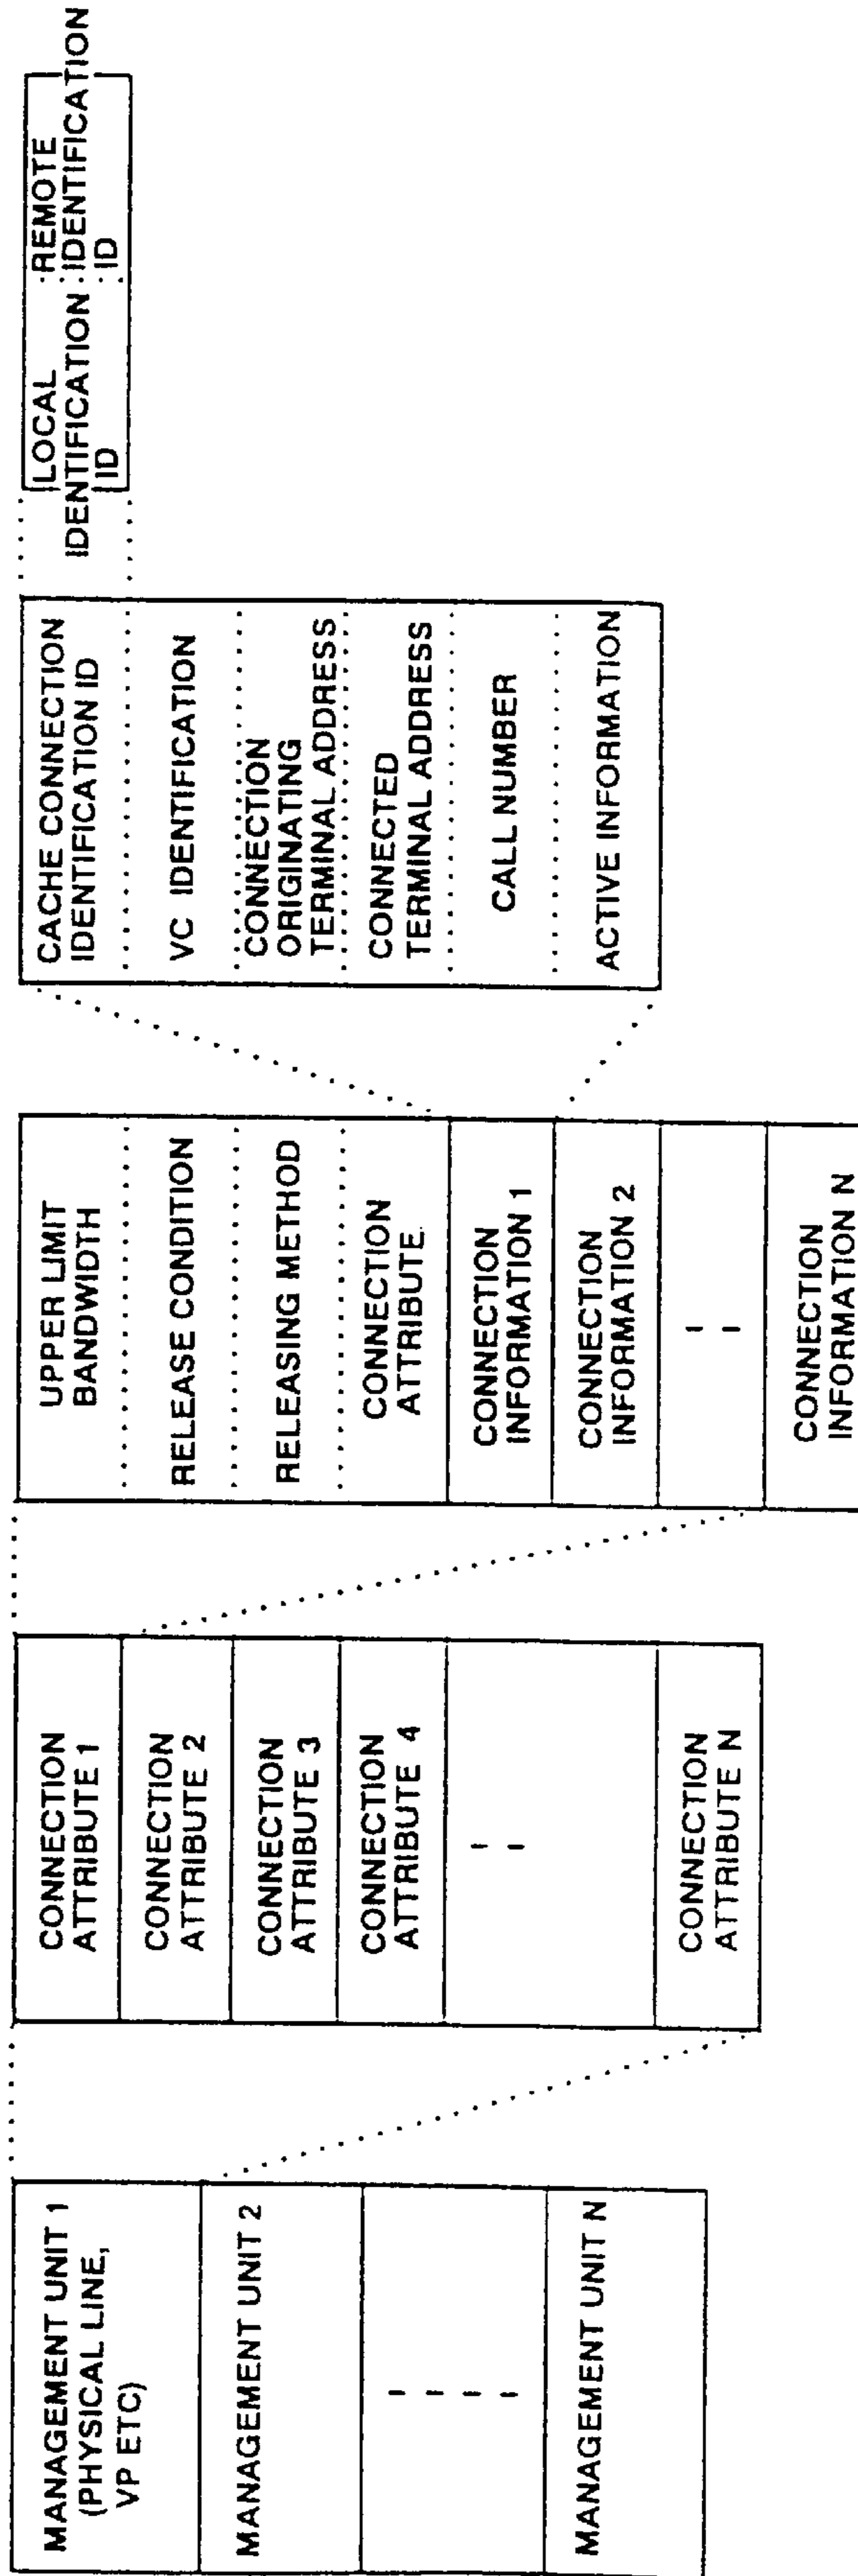 MANAGEMENT UNIT 1
(PHYSICAL LINE,
VP ETC)
MANAGEMENT UNIT 2
MANAGEMENT UNIT N
CONNECTION
ATTRIBUTE 1
CONNECTION
ATTRIBUTE 2
CONNECTION
ATTRIBUTE 3
CONNECTION
ATTRIBUTE 4
CONNECTION
ATTRIBUTE N
UPPER LIMIT
BANDWIDTH
RELEASE CONDITION
RELEASING METHOD
CONNECTION
ATTRIBUTE
CONNECTION
INFORMATION 1
CONNECTION
INFORMATION 2
CONNECTION
INFORMATION N
CACHE CONNECTION
IDENTIFICATION ID
VC IDENTIFICATION
CONNECTION
ORIGINATING
TERMINAL ADDRESS
CONNECTED
TERMINAL ADDRESS
CALL NUMBER
ACTIVE INFORMATION
LOCAL
IDENTIFICATION
ID
REMOTE
IDENTIFICATION
ID